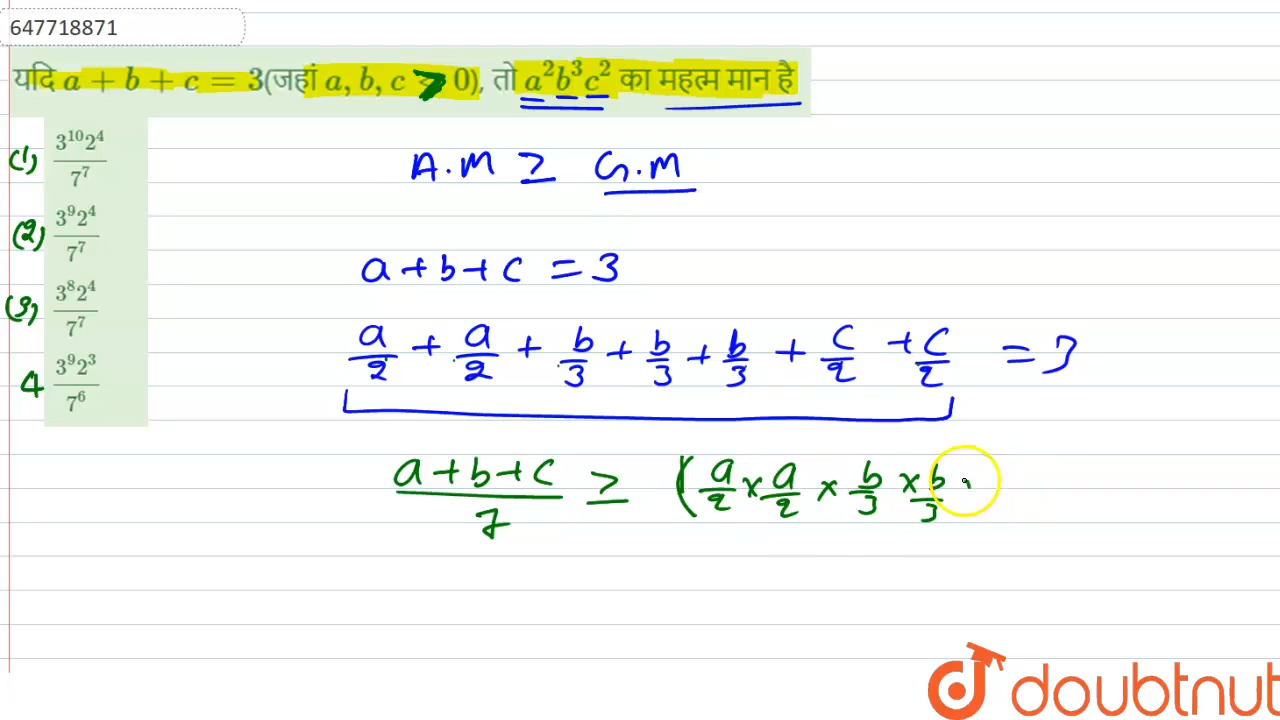 647718871
यदि a + b + c = 3(जहां a, b, c > 0), तो a²b³c² का महत्म मान है
(1) 3¹⁰2⁴/7⁷
(2) 3⁹2⁴/7⁷
(3) 3⁸2⁴/7⁷
4 3⁹2³/7⁶
A.M ≥ G.M
a+b+c = 3
a/2 + a/2 + b/3 + b/3 + b/3 + c/2 + c/2 = 3
(a+b+c)/7 ≥ (a/2 × a/2 × b/3 × b/3
doubtnut